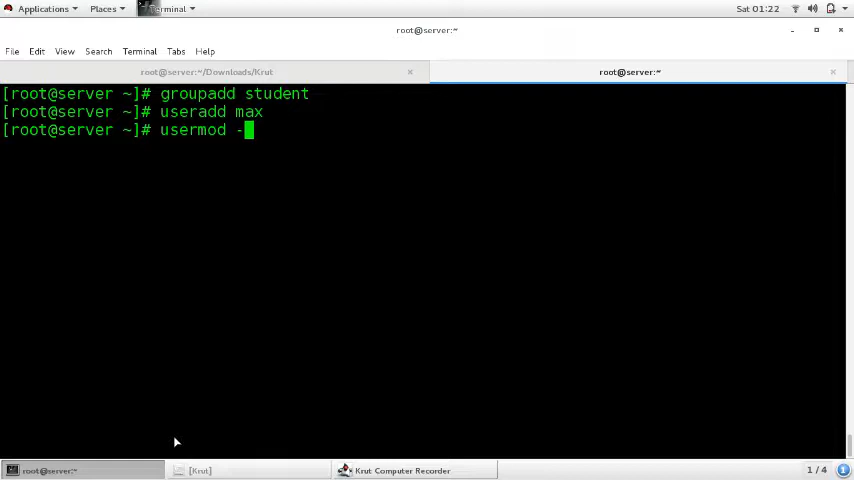 Applications Places Terminal Sat 01:22
root@server:~
File Edit View Search Terminal Tabs Help
root@server:~/Downloads/Krut root@server:~
[root@server ~]# groupadd student
[root@server ~]# useradd max
[root@server ~]# usermod -
root@server:~ [Krut] Krut Computer Recorder 1 / 4 1